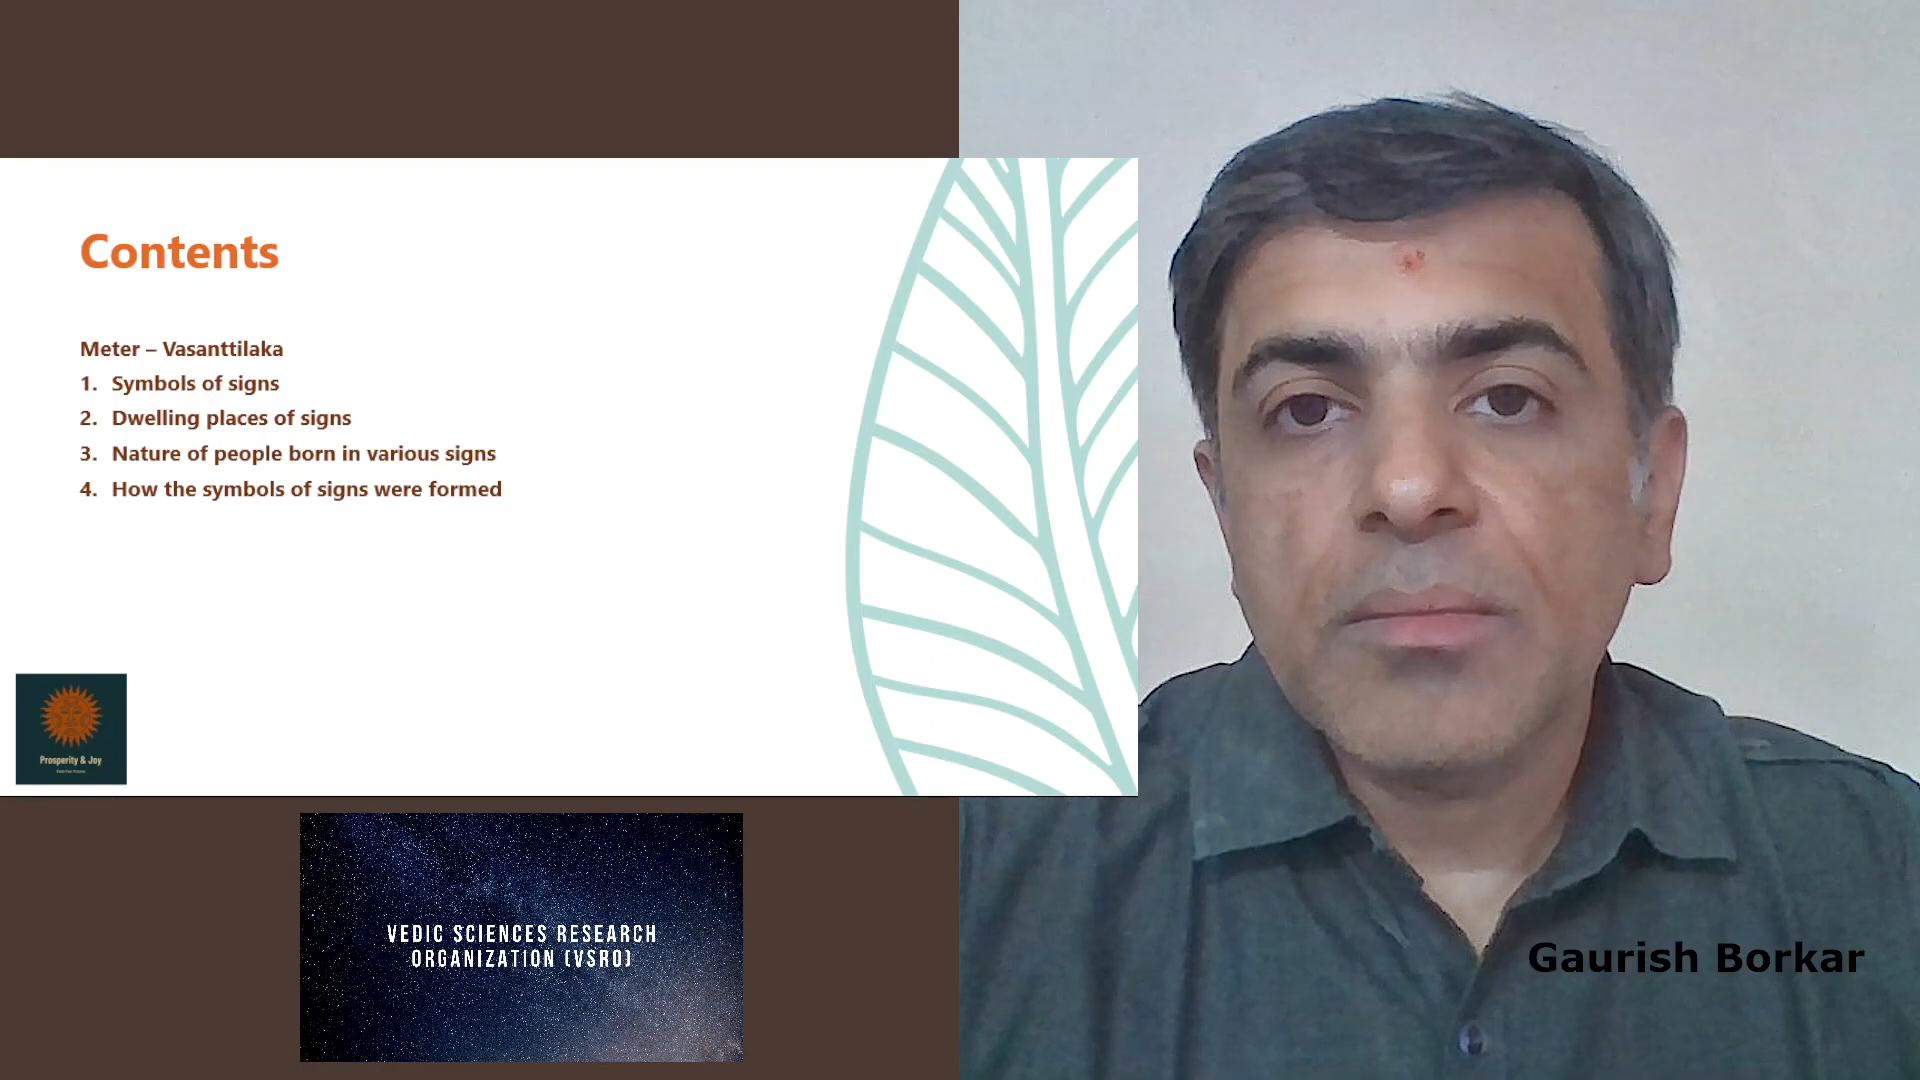 Contents
Meter – Vasanttilaka
1. Symbols of signs
2. Dwelling places of signs
3. Nature of people born in various signs
4. How the symbols of signs were formed
Prosperity & Joy
VEDIC SCIENCES RESEARCH
ORGANIZATION (VSRO)
Gaurish Borkar